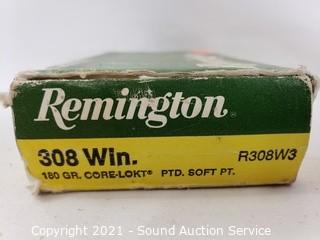 Remington®
308 Win.
R308W3
180 GR. CORE-LOKT® PTD. SOFT PT.
Copyright 2021 - Sound Auction Service